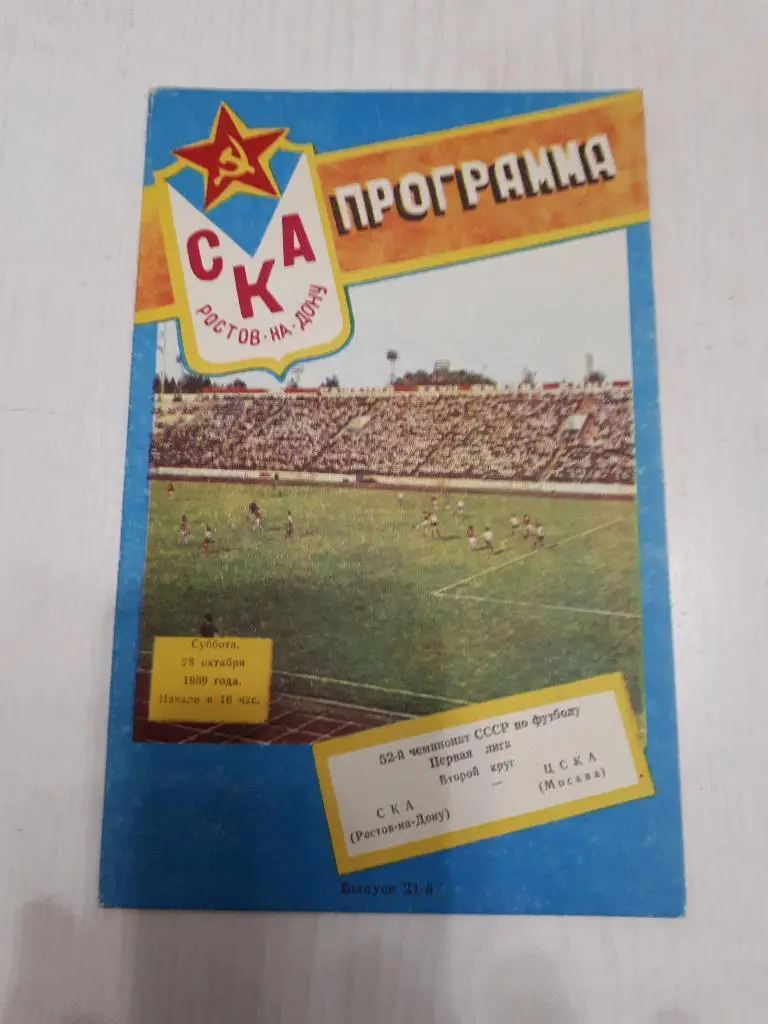 ПРОГРАММА
СКА
РОСТОВ-НА-ДОНУ
Суббота,
28 октября
1989 года.
Начало в 16 час.
52-й чемпионат СССР по футболу
Первая лига
Второй круг
СКА — ЦСКА
(Ростов-на-Дону) (Москва)
Выпуск 21-й